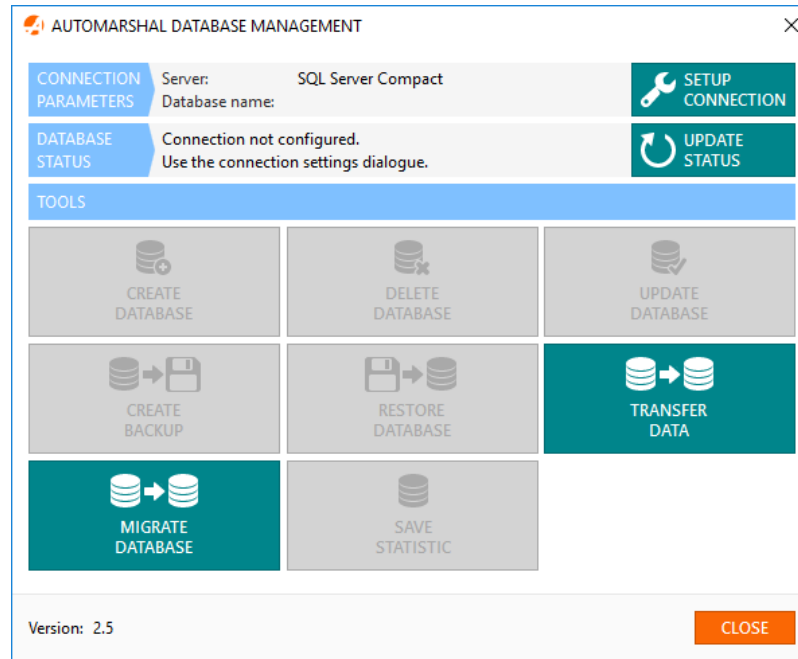 AUTOMARSHAL DATABASE MANAGEMENT
CONNECTION PARAMETERS
Server: SQL Server Compact
Database name:
SETUP CONNECTION
DATABASE STATUS
Connection not configured.
Use the connection settings dialogue.
UPDATE STATUS
TOOLS
CREATE DATABASE
DELETE DATABASE
UPDATE DATABASE
CREATE BACKUP
RESTORE DATABASE
TRANSFER DATA
MIGRATE DATABASE
SAVE STATISTIC
Version: 2.5
CLOSE